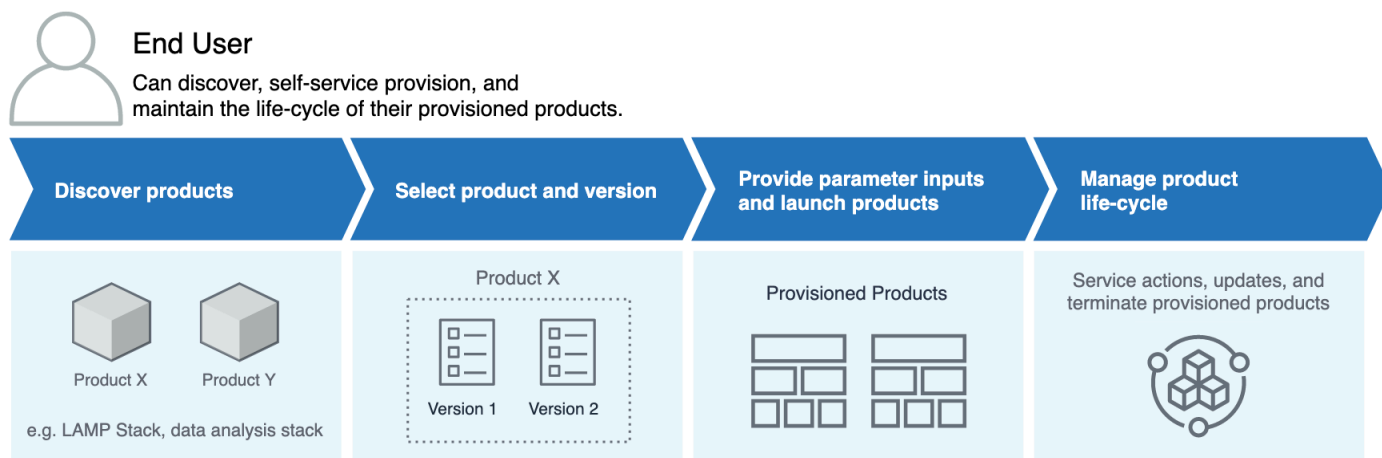 End User
Can discover, self-service provision, and
maintain the life-cycle of their provisioned products.
Discover products
Select product and version
Provide parameter inputs
and launch products
Manage product
life-cycle
Product X
Product Y
e.g. LAMP Stack, data analysis stack
Product X
Version 1
Version 2
Provisioned Products
Service actions, updates, and
terminate provisioned products